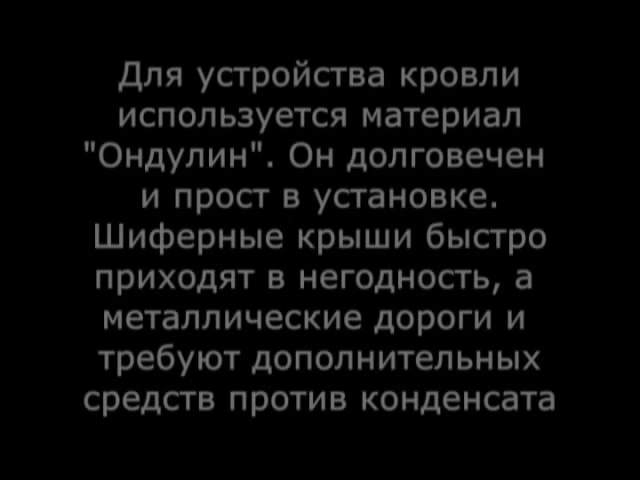 Для устройства кровли
используется материал
"Ондулин". Он долговечен
и прост в установке.
Шиферные крыши быстро
приходят в негодность, а
металлические дороги и
требуют дополнительных
средств против конденсата